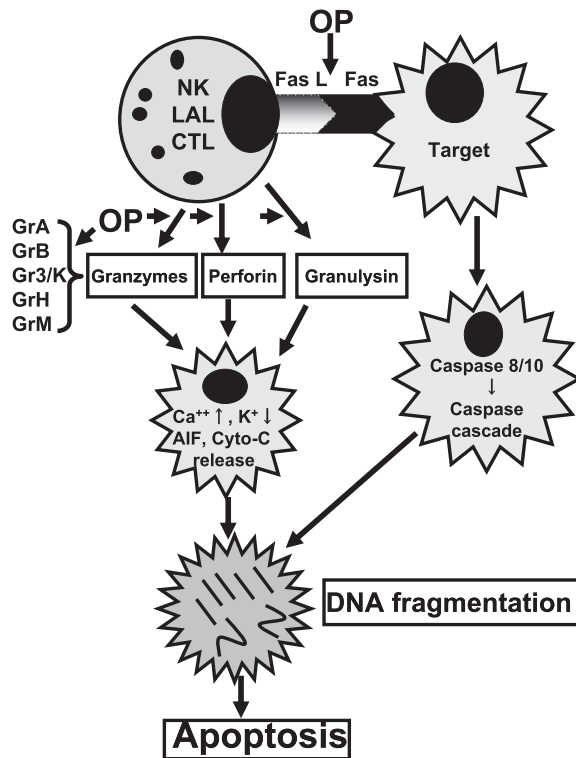 OP
Fas L Fas
NK
LAL
CTL
Target
GrA
GrB
Gr3/K
GrH
GrM
OP
Granzymes
Perforin
Granulysin
Ca++ ↑ , K+ ↓
AIF, Cyto-C
release
Caspase 8/10
↓
Caspase
cascade
DNA fragmentation
Apoptosis